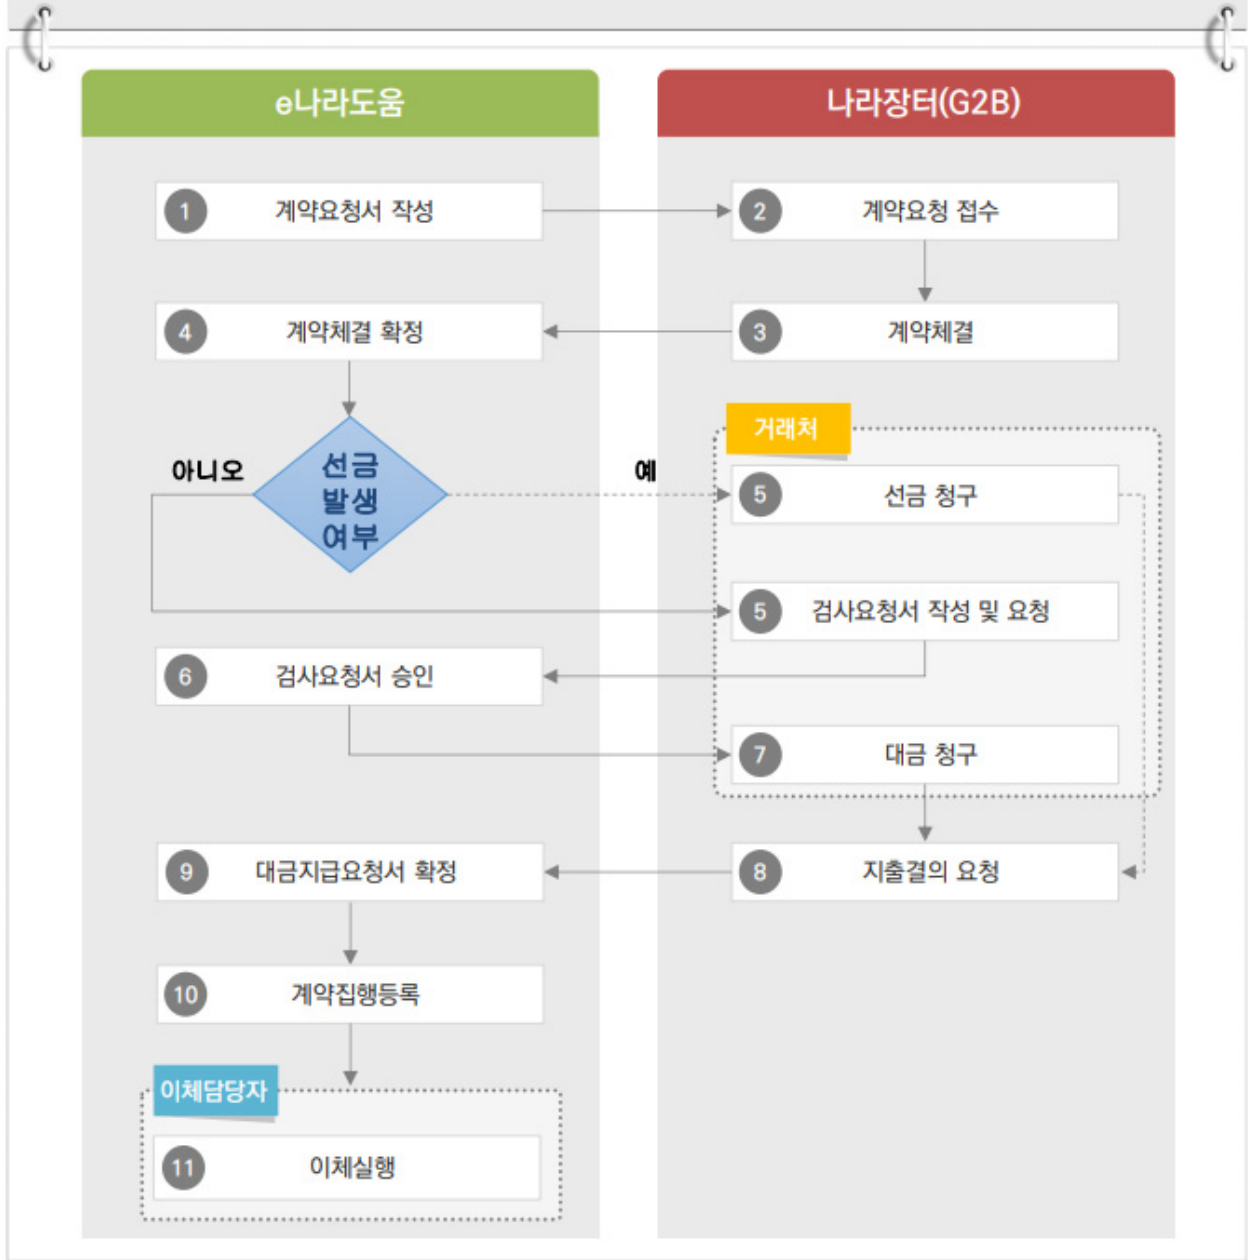 e나라도움
나라장터(G2B)
1 계약요청서 작성
2 계약요청 접수
4 계약체결 확정
3 계약체결
거래처
아니오
선금
발생
여부
예
5 선금 청구
5 검사요청서 작성 및 요청
6 검사요청서 승인
7 대금 청구
9 대금지급요청서 확정
8 지출결의 요청
10 계약집행등록
이체담당자
11 이체실행